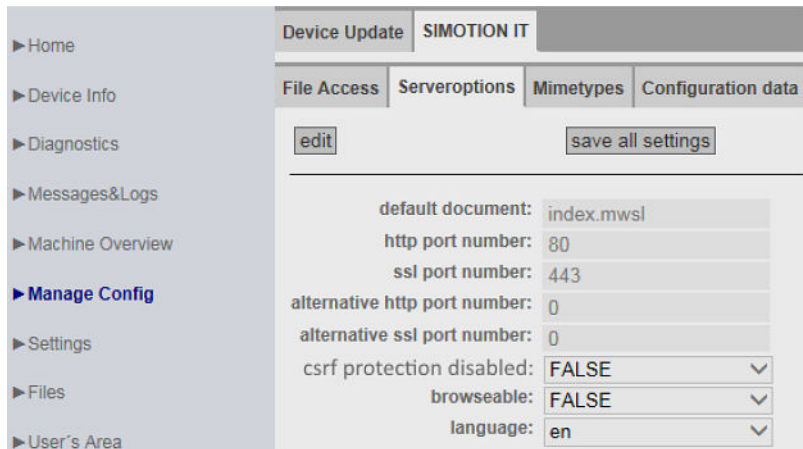 ►Home
►Device Info
►Diagnostics
►Messages&Logs
►Machine Overview
►Manage Config
►Settings
►Files
►User´s Area
Device Update SIMOTION IT
File Access Serveroptions Mimetypes Configuration data
edit save all settings
default document: index.mwsl
http port number: 80
ssl port number: 443
alternative http port number: 0
alternative ssl port number: 0
csrf protection disabled: FALSE
browseable: FALSE
language: en